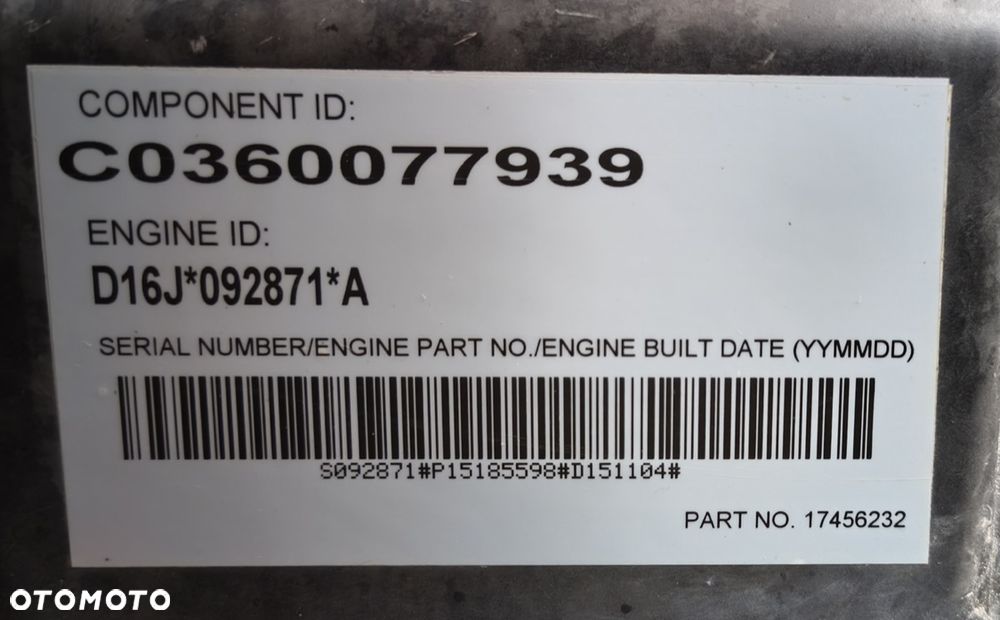 COMPONENT ID:
C0360077939
ENGINE ID:
D16J*092871*A
SERIAL NUMBER/ENGINE PART NO./ENGINE BUILT DATE (YYMMDD)
S092871#P15185598#D151104#
PART NO. 17456232
OTOMOTO